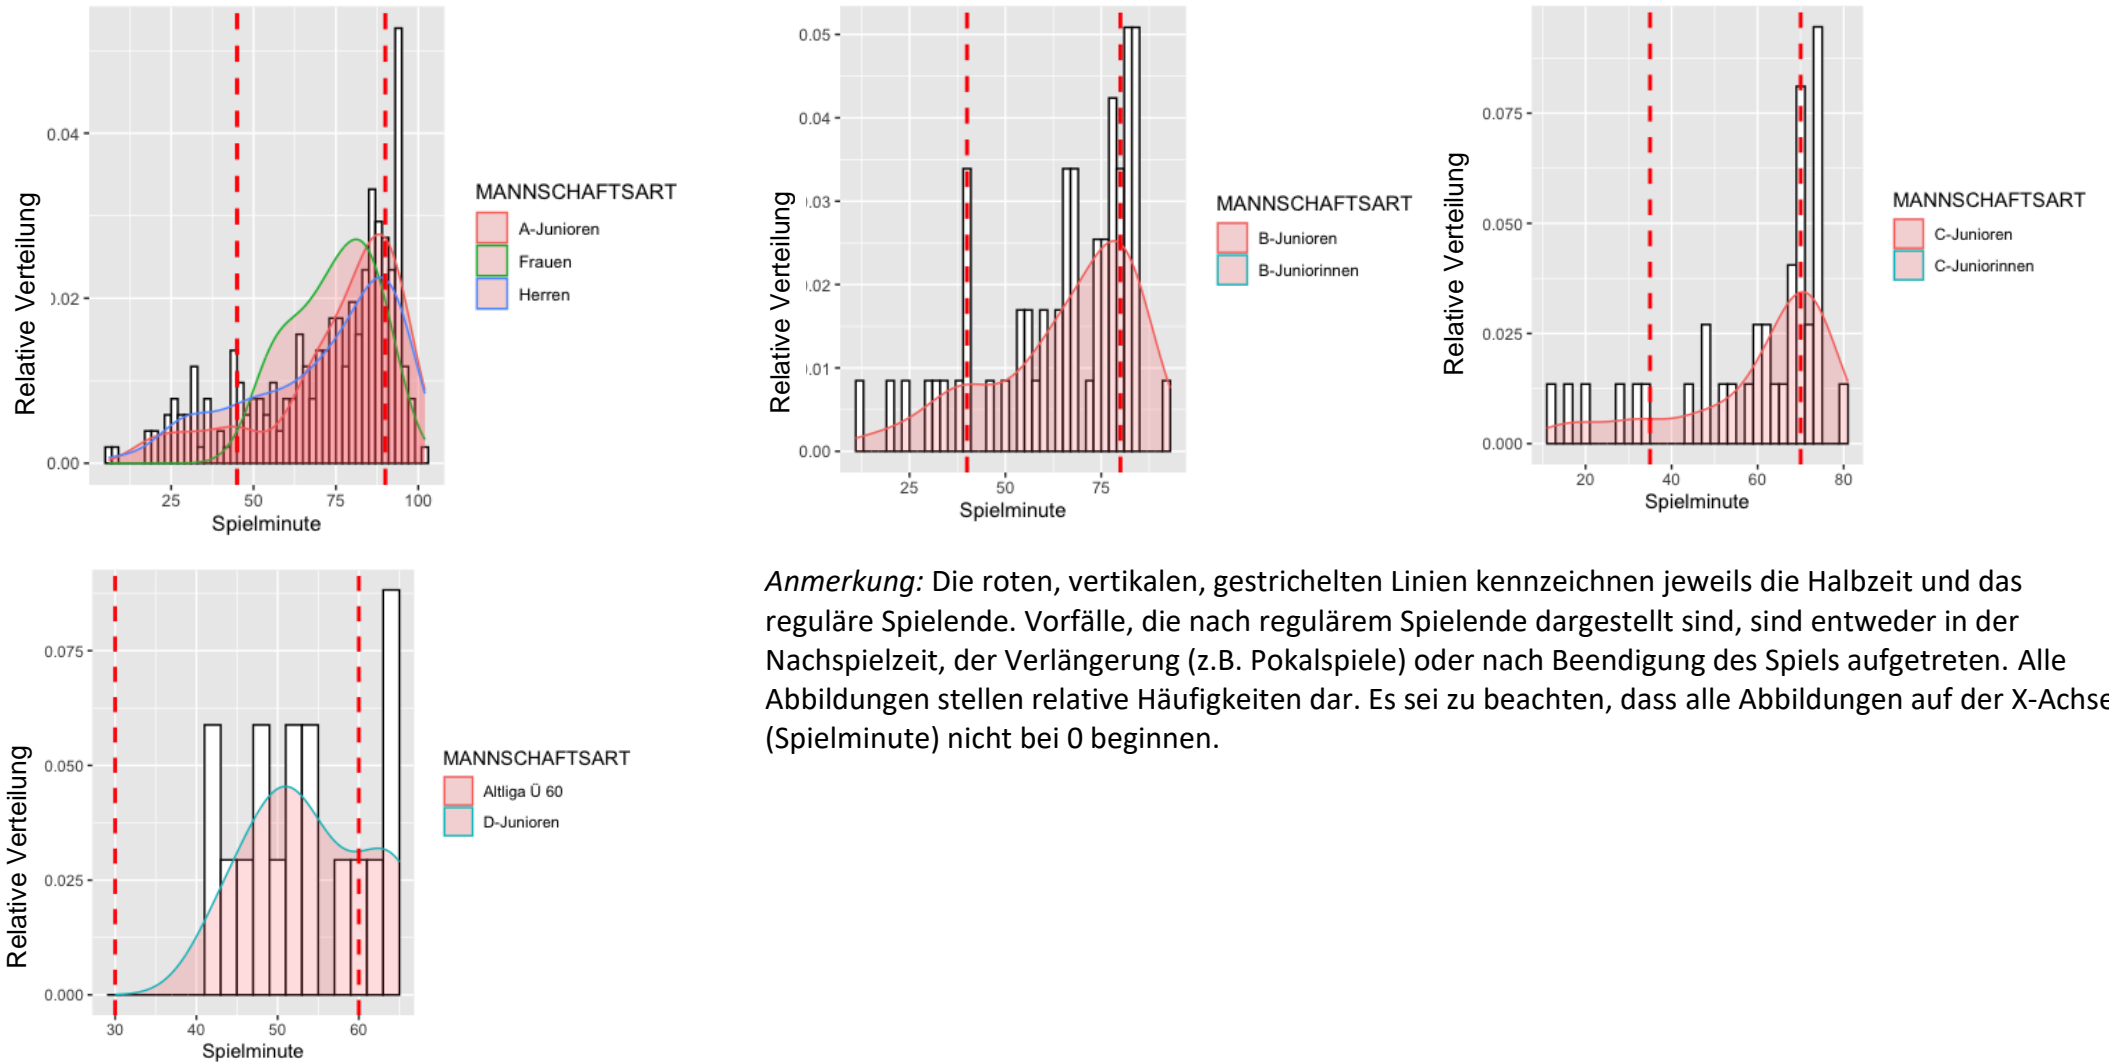 Relative Verteilung
0.04
0.02
0.00
25 50 75 100
Spielminute
MANNSCHAFTSART
A-Junioren
Frauen
Herren
Relative Verteilung
0.05
0.04
0.03
0.02
0.01
0.00
25 50 75
Spielminute
MANNSCHAFTSART
B-Junioren
B-Juniorinnen
Relative Verteilung
0.075
0.050
0.025
0.000
20 40 60 80
Spielminute
MANNSCHAFTSART
C-Junioren
C-Juniorinnen
Relative Verteilung
0.075
0.050
0.025
0.000
30 40 50 60
Spielminute
MANNSCHAFTSART
Altliga Ü 60
D-Junioren
Anmerkung: Die roten, vertikalen, gestrichelten Linien kennzeichnen jeweils die Halbzeit und das
reguläre Spielende. Vorfälle, die nach regulärem Spielende dargestellt sind, sind entweder in der
Nachspielzeit, der Verlängerung (z.B. Pokalspiele) oder nach Beendigung des Spiels aufgetreten. Alle
Abbildungen stellen relative Häufigkeiten dar. Es sei zu beachten, dass alle Abbildungen auf der X-Achse
(Spielminute) nicht bei 0 beginnen.